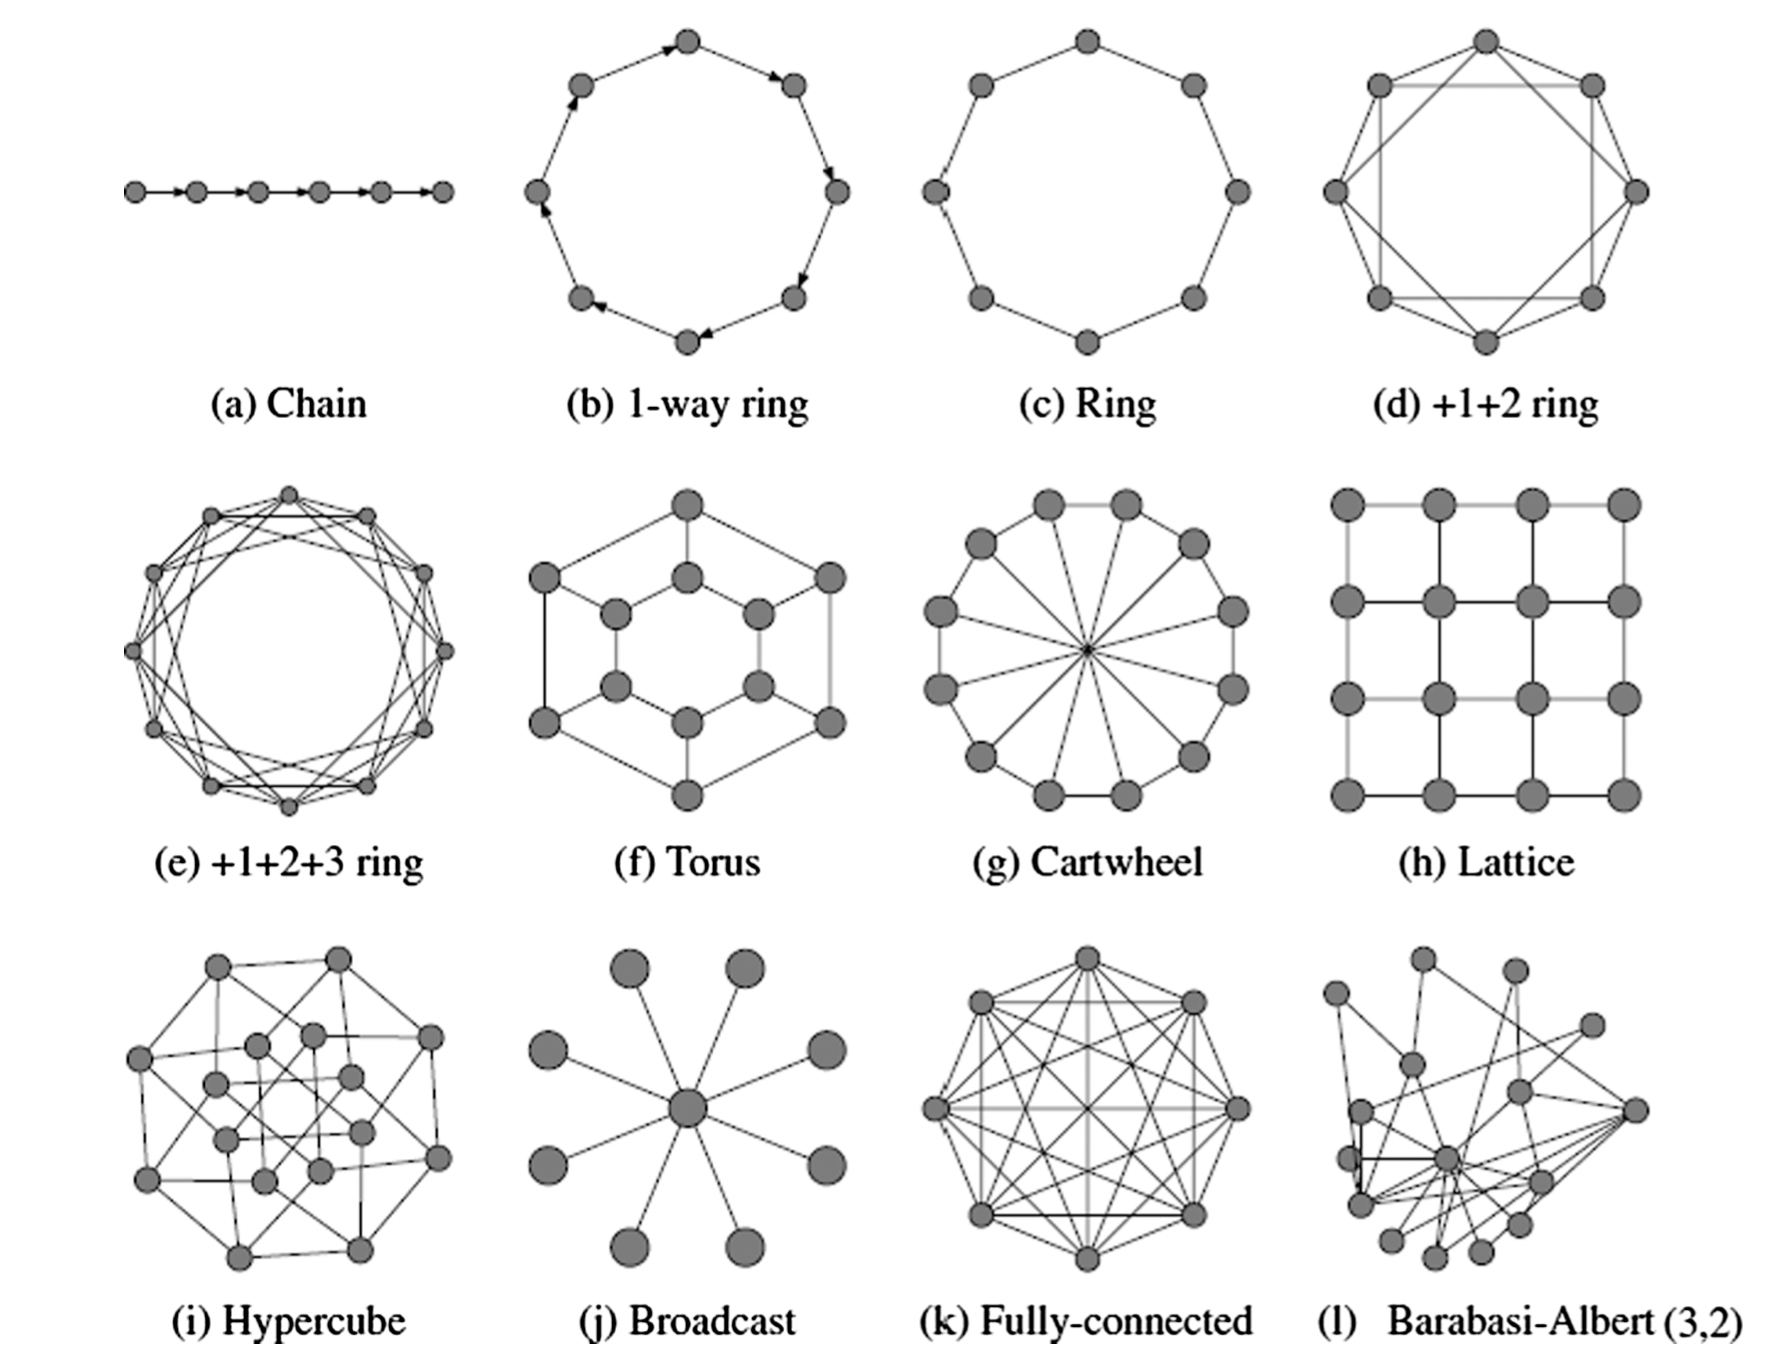 (a) Chain
(b) 1-way ring
(c) Ring
(d) +1+2 ring
(e) +1+2+3 ring
(f) Torus
(g) Cartwheel
(h) Lattice
(i) Hypercube
(j) Broadcast
(k) Fully-connected
(l) Barabasi-Albert (3,2)